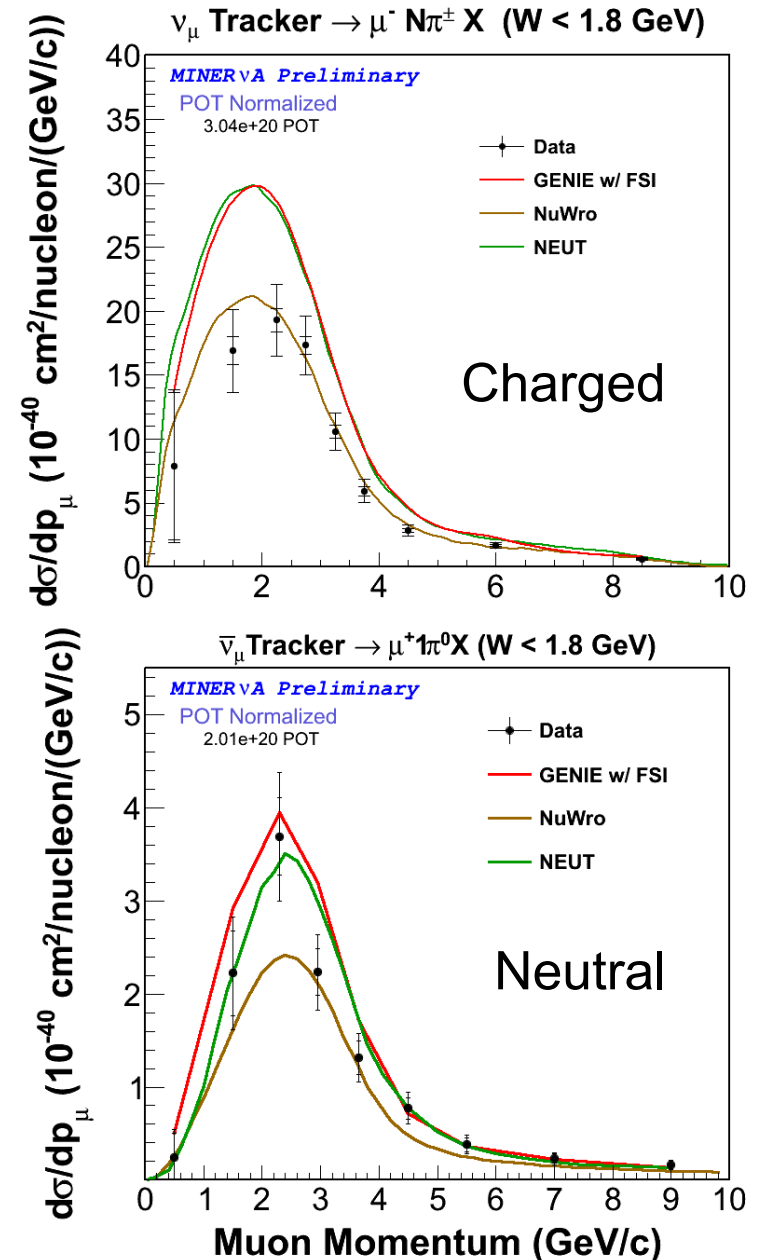 νμ Tracker → μ- Nπ± X (W < 1.8 GeV)
MINERνA Preliminary
POT Normalized
3.04e+20 POT
Data
GENIE w/ FSI
NuWro
NEUT
Charged
dσ/dpμ (10-40 cm2/nucleon/(GeV/c))
40
35
30
25
20
15
10
5
0
0 2 4 6 8 10
ν̅μ Tracker → μ+1π0X (W < 1.8 GeV)
MINERνA Preliminary
POT Normalized
2.01e+20 POT
Data
GENIE w/ FSI
NuWro
NEUT
Neutral
dσ/dpμ (10-40 cm2/nucleon/(GeV/c))
5
4
3
2
1
0 1 2 3 4 5 6 7 8 9 10
Muon Momentum (GeV/c)